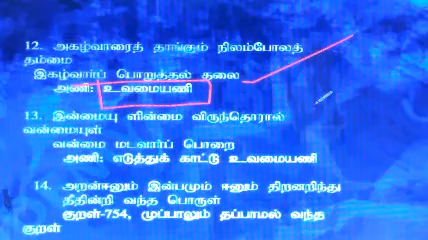 12. அகழ்வாரைத் தாங்கும் நிலம்போலத்
தம்மை
இகழ்வார்ப் பொறுத்தல் தலை
அணி: உவமையணி
13. இன்மையு ளின்மை விருந்தொரால்
வன்மையுள்
வன்மை மடவார்ப் பொறை
அணி: எடுத்துக் காட்டு உவமையணி
14. அறன்ஈனும் இன்பமும் ஈனும் திறனறிந்து
தீதின்றி வந்த பொருள்
குறள்-754, முப்பாலும் தப்பாமல் வந்த
குறள்